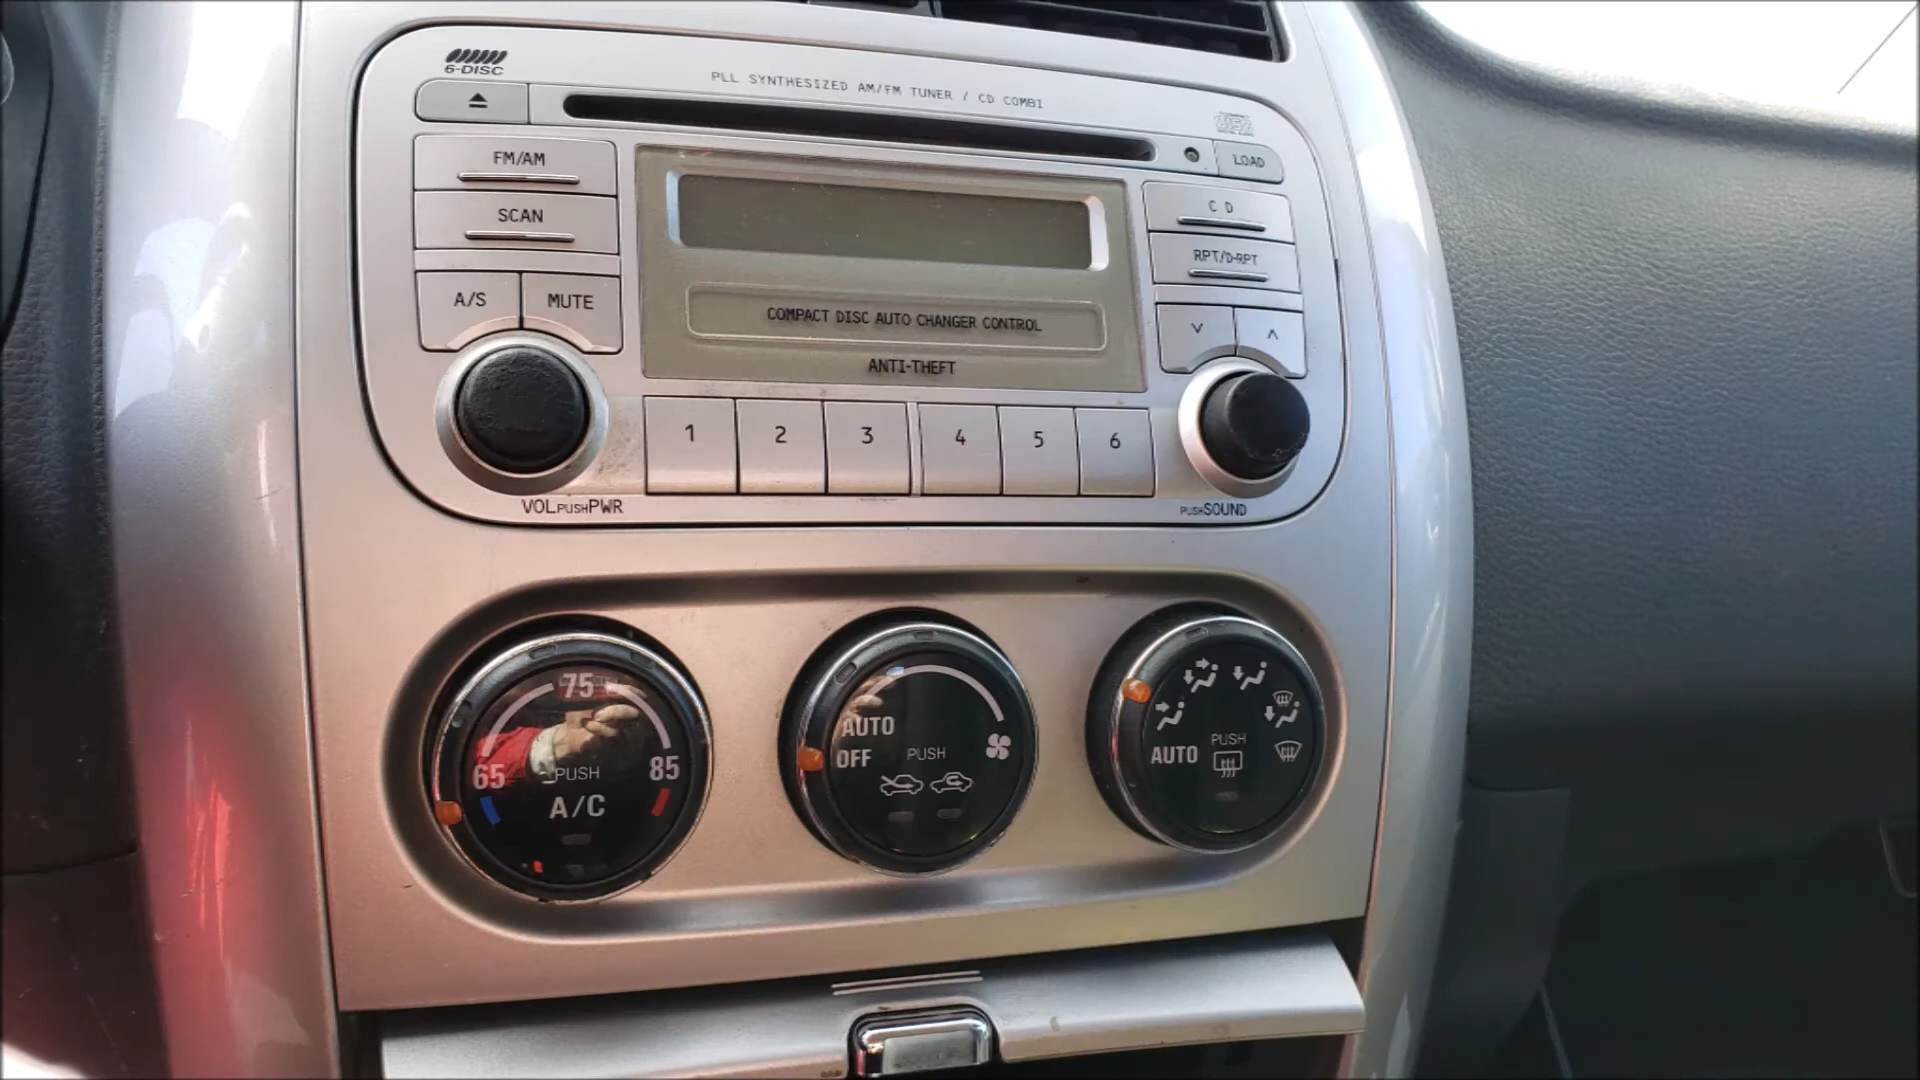 6-DISC
PLL SYNTHESIZED AM/FM TUNER / CD COMBI
LOAD
FM/AM
SCAN
A/S
MUTE
CD
RPT/D-RPT
COMPACT DISC AUTO CHANGER CONTROL
ANTI-THEFT
1 2 3 4 5 6
VOL PUSH PWR
PUSH SOUND
75
65
85
PUSH
A/C
AUTO
OFF
PUSH
AUTO
PUSH